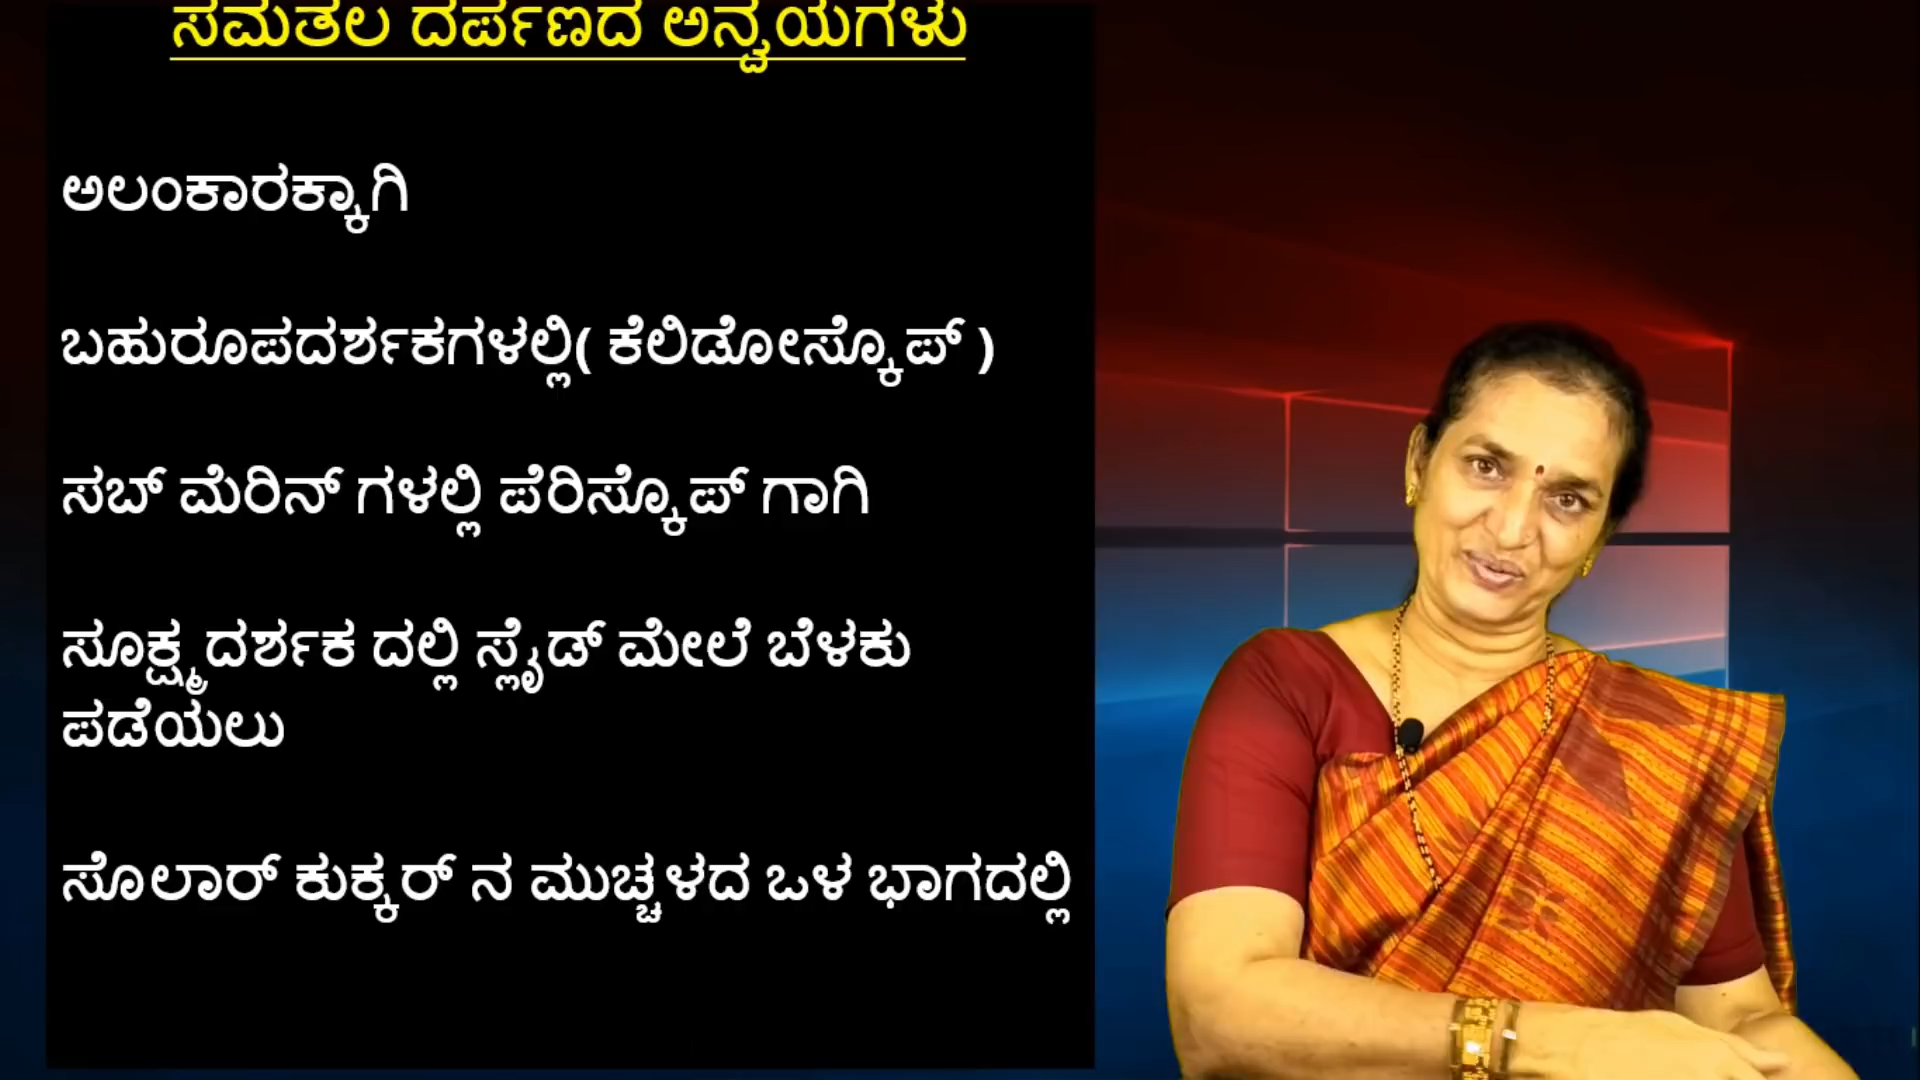 ಸಮತಲ ದರ್ಪಣದ ಅನ್ವಯಗಳು
ಅಲಂಕಾರಕ್ಕಾಗಿ
ಬಹುರೂಪದರ್ಶಕಗಳಲ್ಲಿ( ಕೆಲಿಡೋಸ್ಕೊಪ್ )
ಸಬ್ ಮೆರಿನ್ ಗಳಲ್ಲಿ ಪೆರಿಸ್ಕೊಪ್ ಗಾಗಿ
ಸೂಕ್ಷ್ಮದರ್ಶಕ ದಲ್ಲಿ ಸ್ಲೈಡ್ ಮೇಲೆ ಬೆಳಕು
ಪಡೆಯಲು
ಸೊಲಾರ್ ಕುಕ್ಕರ್ ನ ಮುಚ್ಚಳದ ಒಳ ಭಾಗದಲ್ಲಿ